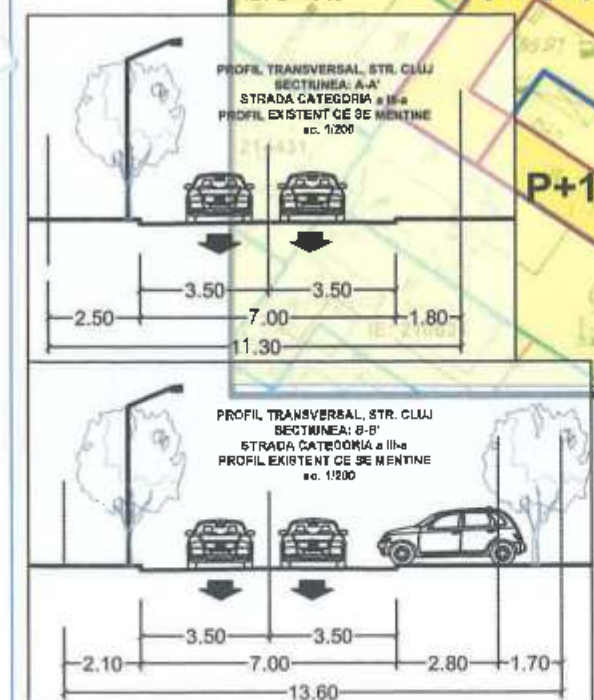 PROFIL TRANSVERSAL, STR. CLUJ
SECTIUNEA: A-A'
STRADA CATEGORIA a III-a
PROFIL EXISTENT CE SE MENTINE
sc. 1/200
P+1
3.50 3.50
2.50 7.00 1.80
11.30
PROFIL TRANSVERSAL, STR. CLUJ
SECTIUNEA: B-B'
STRADA CATEGORIA a III-a
PROFIL EXISTENT CE SE MENTINE
sc. 1/200
3.50 3.50
2.10 7.00 2.80 1.70
13.60